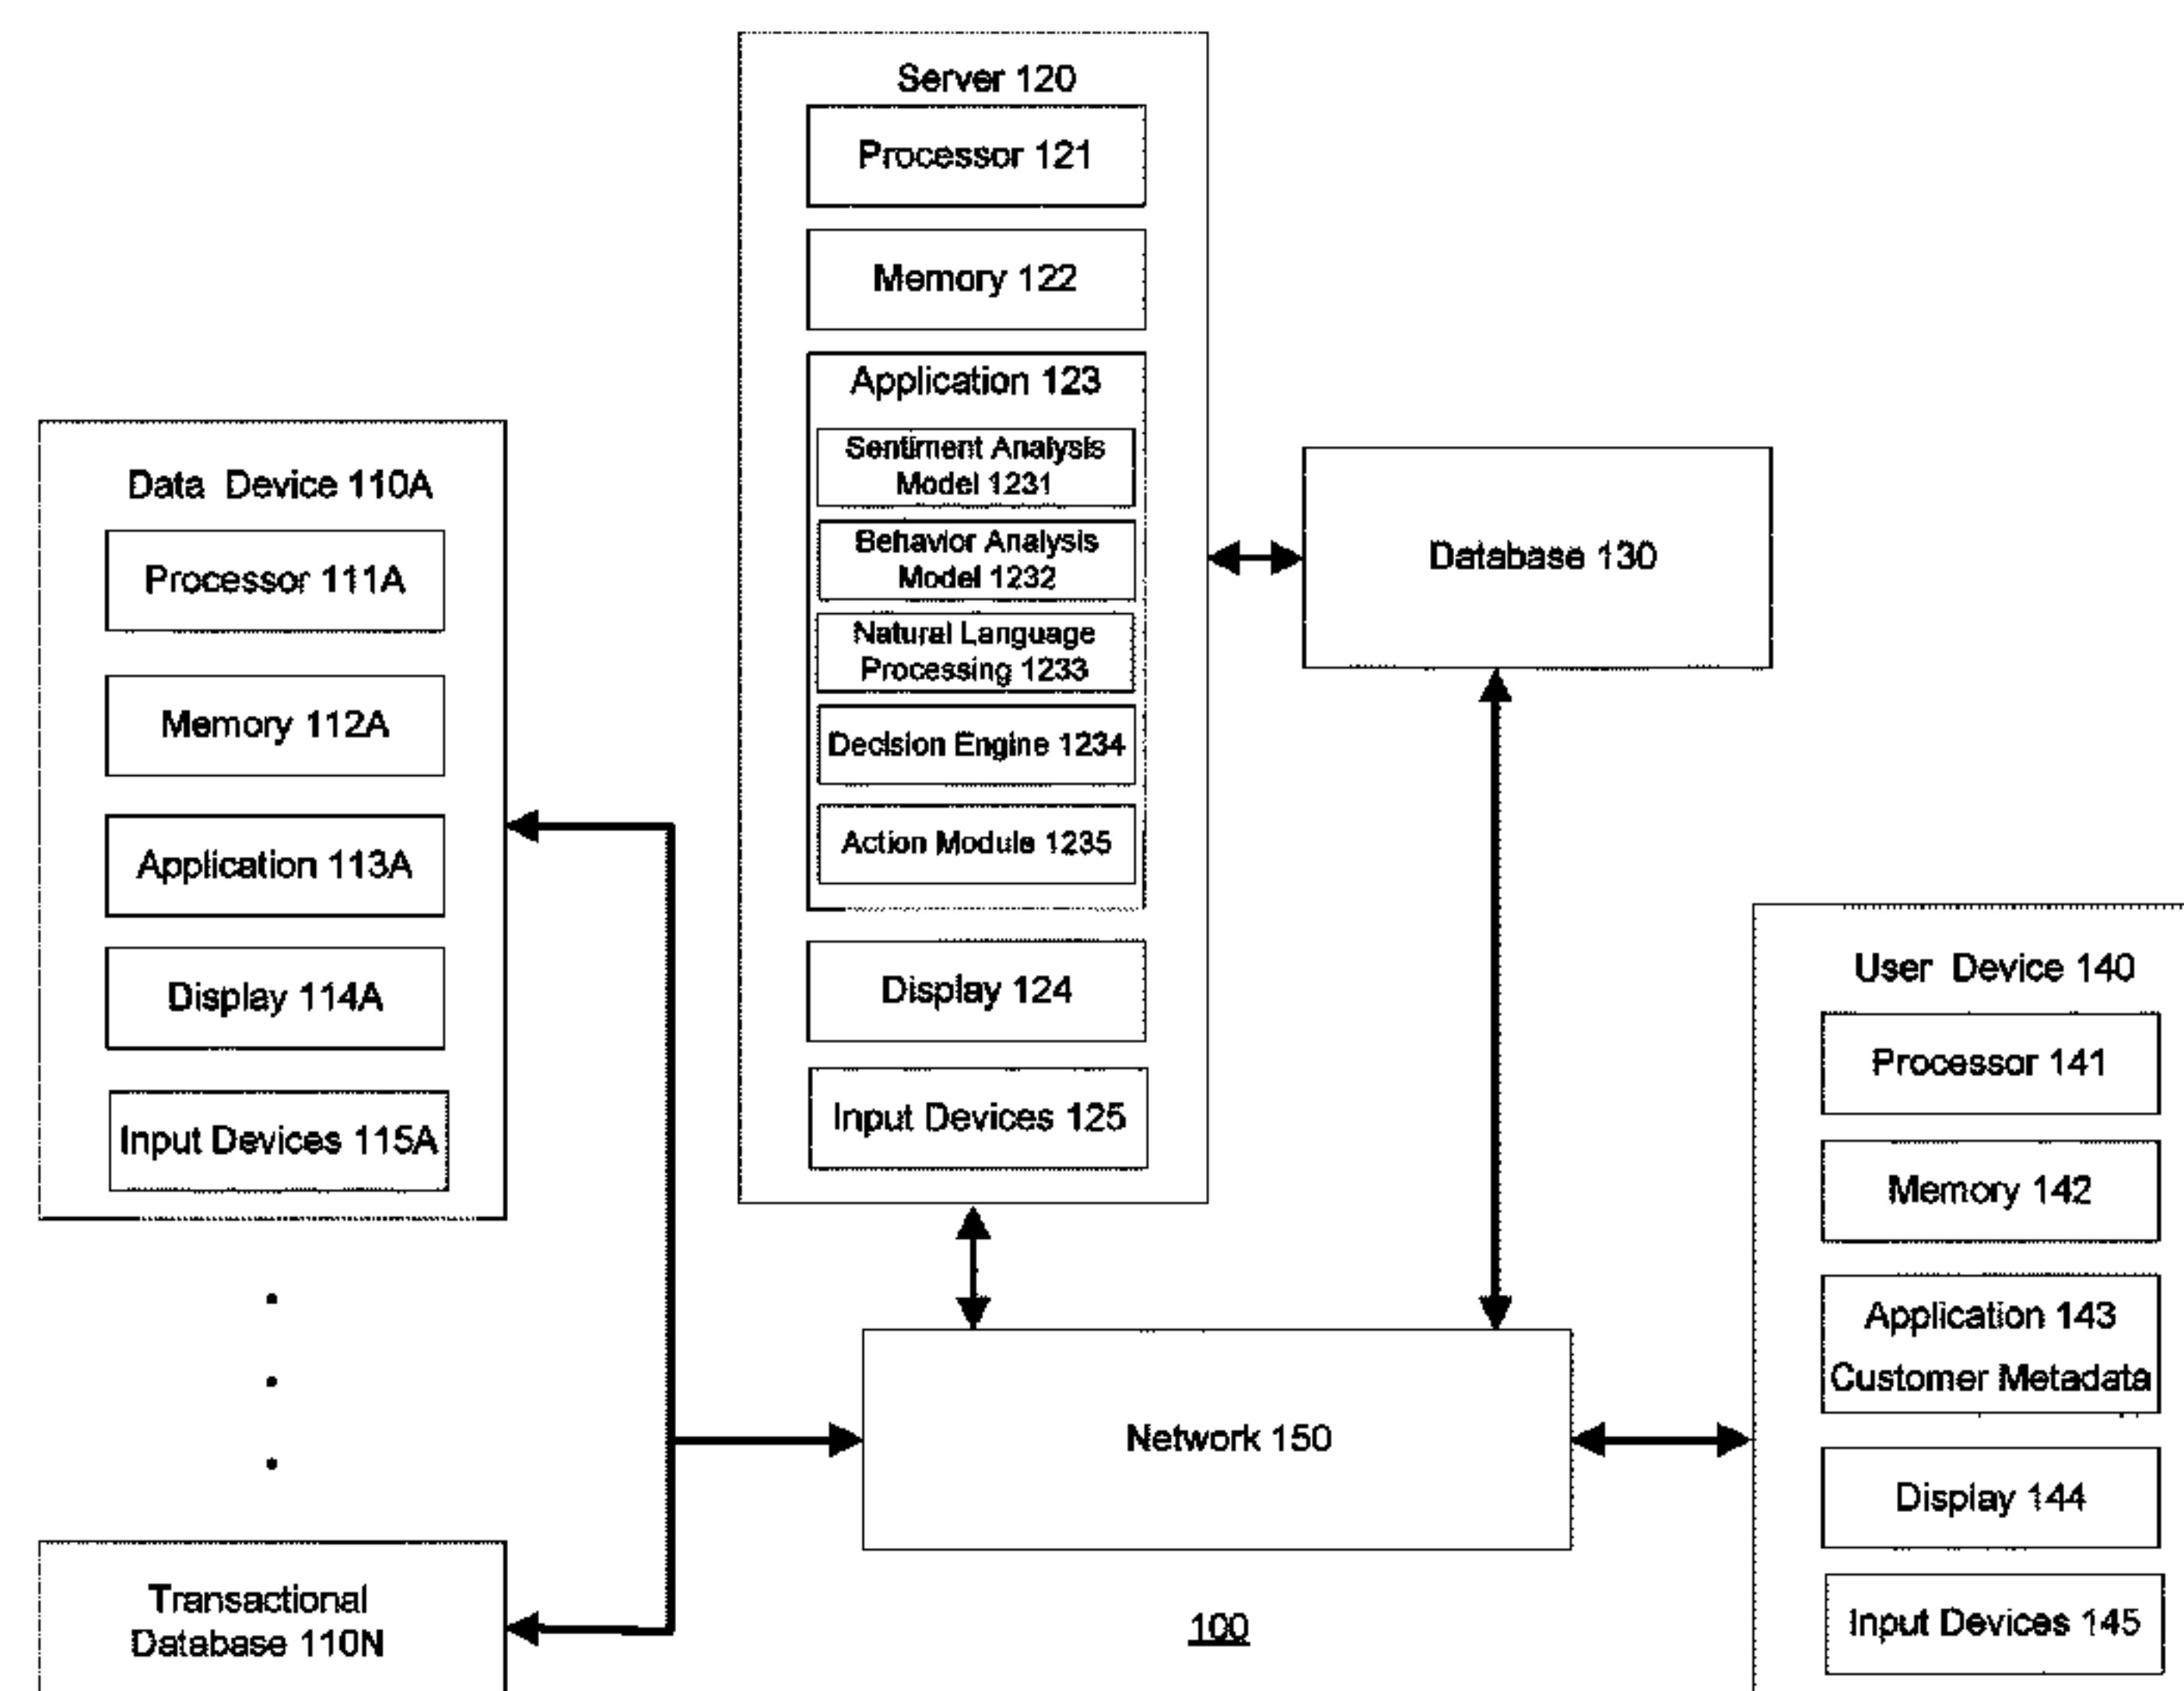 Server 120
Processor 121
Memory 122
Application 123
Sentiment Analysis
Model 1231
Behavior Analysis
Model 1232
Natural Language
Processing 1233
Decision Engine 1234
Action Module 1235
Display 124
Input Devices 125
Data Device 110A
Processor 111A
Memory 112A
Application 113A
Display 114A
Input Devices 115A
Transactional
Database 110N
Database 130
Network 150
User Device 140
Processor 141
Memory 142
Application 143
Customer Metadata
Display 144
Input Devices 145
100